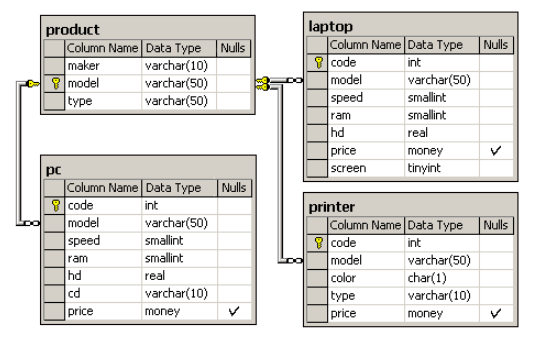 product
Column Name Data Type Nulls
maker varchar(10)
model varchar(50)
type varchar(50)
laptop
Column Name Data Type Nulls
code int
model varchar(50)
speed smallint
ram smallint
hd real
price money ✓
screen tinyint
pc
Column Name Data Type Nulls
code int
model varchar(50)
speed smallint
ram smallint
hd real
cd varchar(10)
price money ✓
printer
Column Name Data Type Nulls
code int
model varchar(50)
color char(1)
type varchar(10)
price money ✓